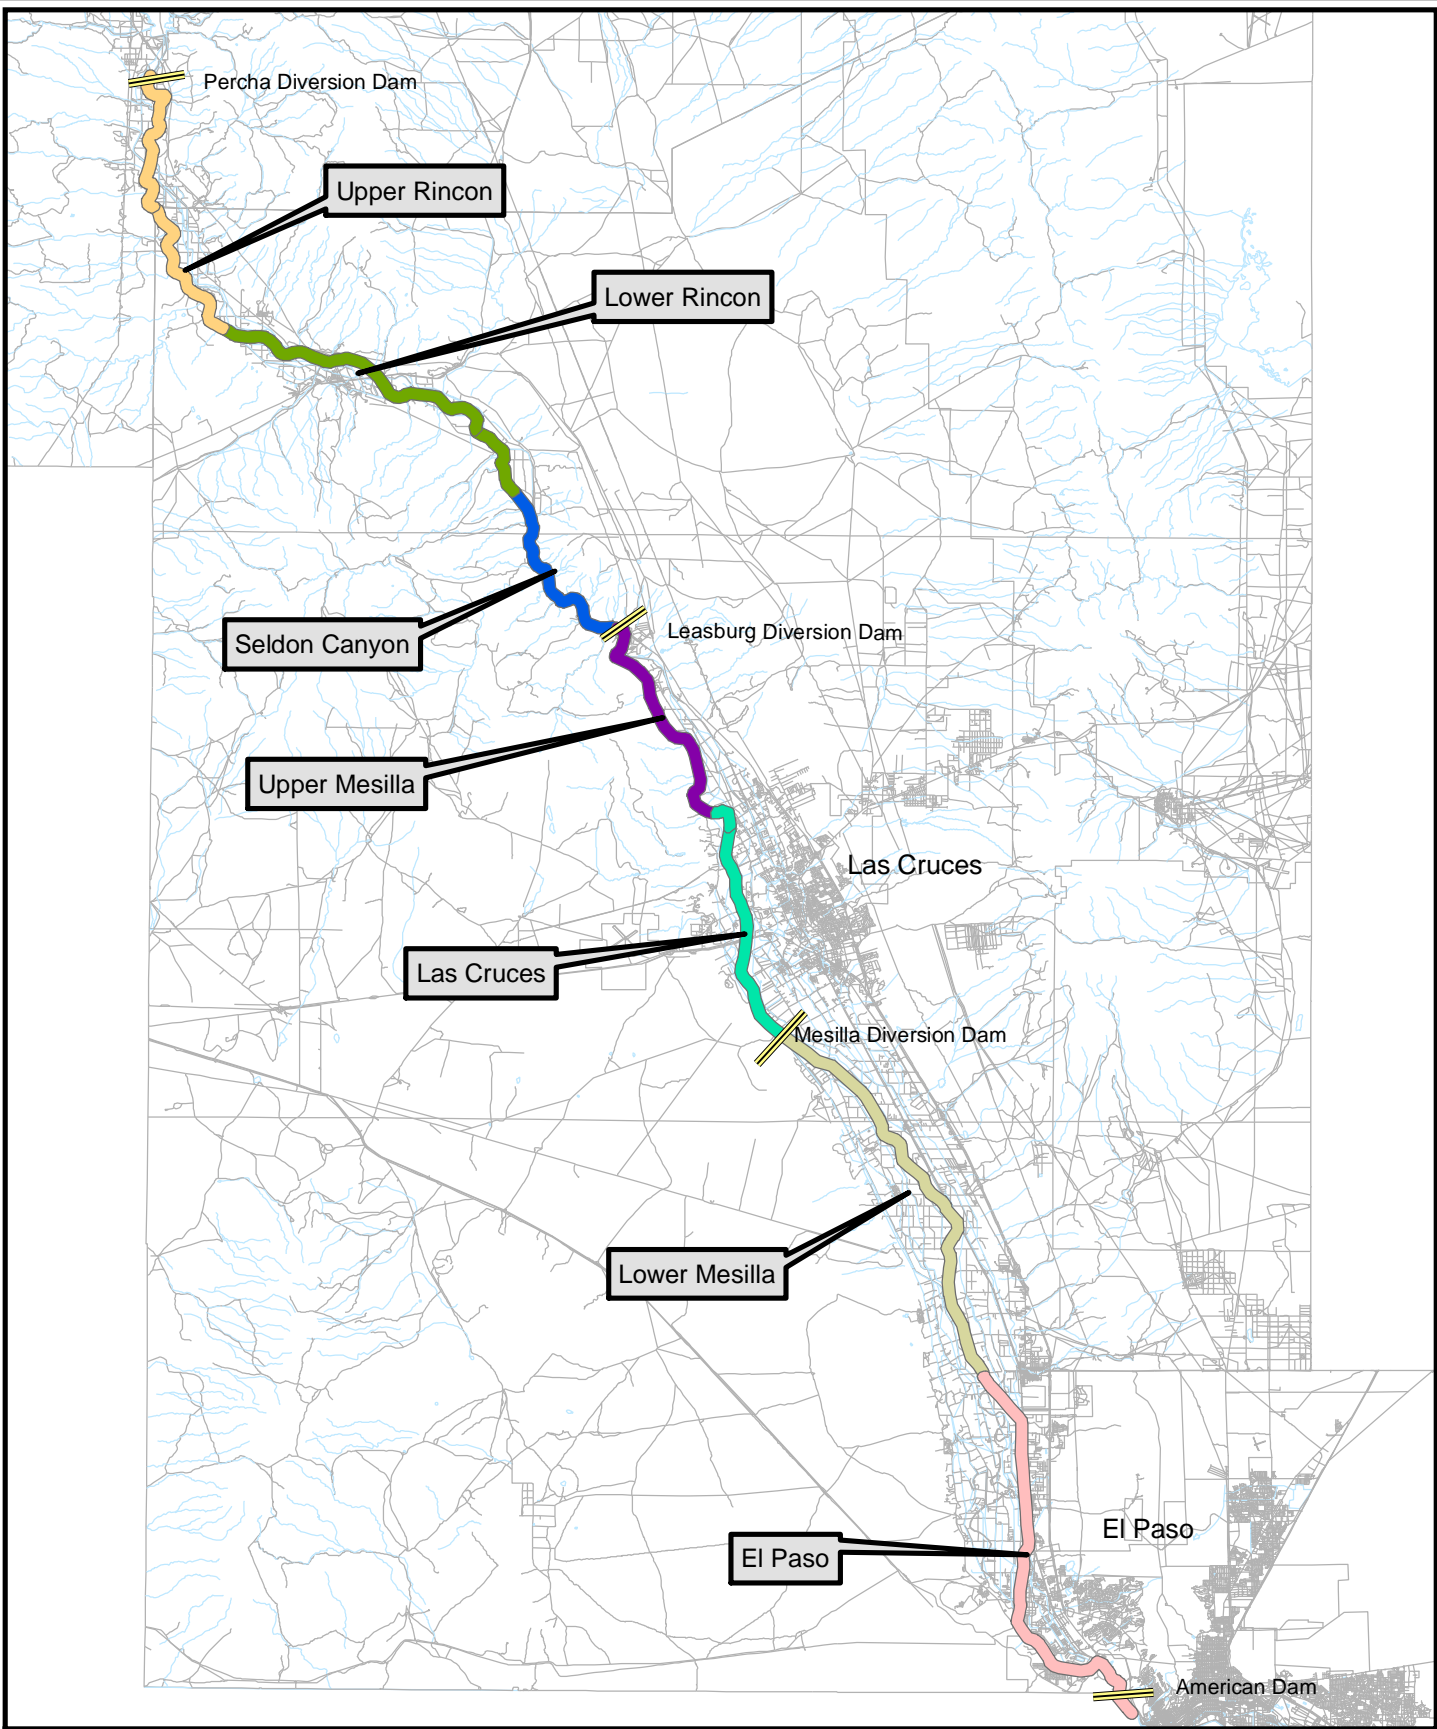 Percha Diversion Dam
Upper Rincon
Lower Rincon
Seldon Canyon
Leasburg Diversion Dam
Upper Mesilla
Las Cruces
Las Cruces
Mesilla Diversion Dam
Lower Mesilla
El Paso
El Paso
American Dam